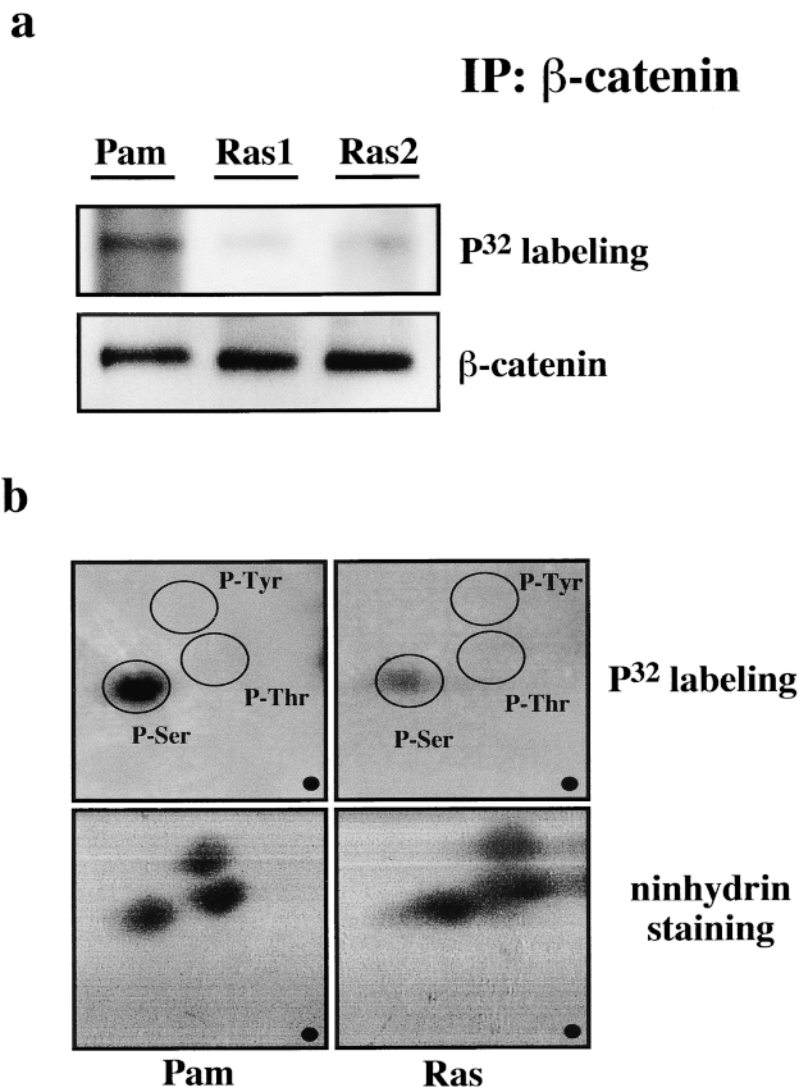 a
IP: β-catenin
Pam Ras1 Ras2
P³² labeling
β-catenin
b
P-Tyr P-Tyr
P-Thr P-Thr
P-Ser P-Ser
P³² labeling
ninhydrin
staining
Pam Ras